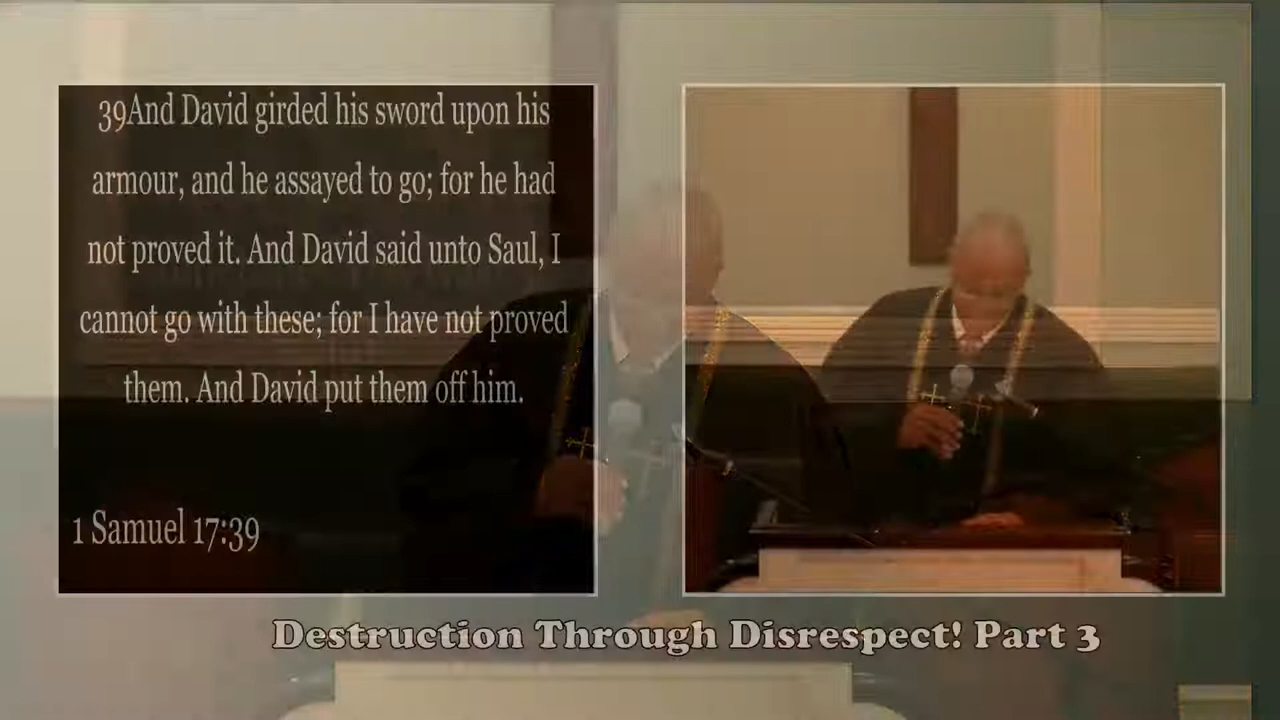 39And David girded his sword upon his
armour, and he assayed to go; for he had
not proved it. And David said unto Saul, I
cannot go with these; for I have not proved
them. And David put them off him.
1 Samuel 17:39
Destruction Through Disrespect! Part 3